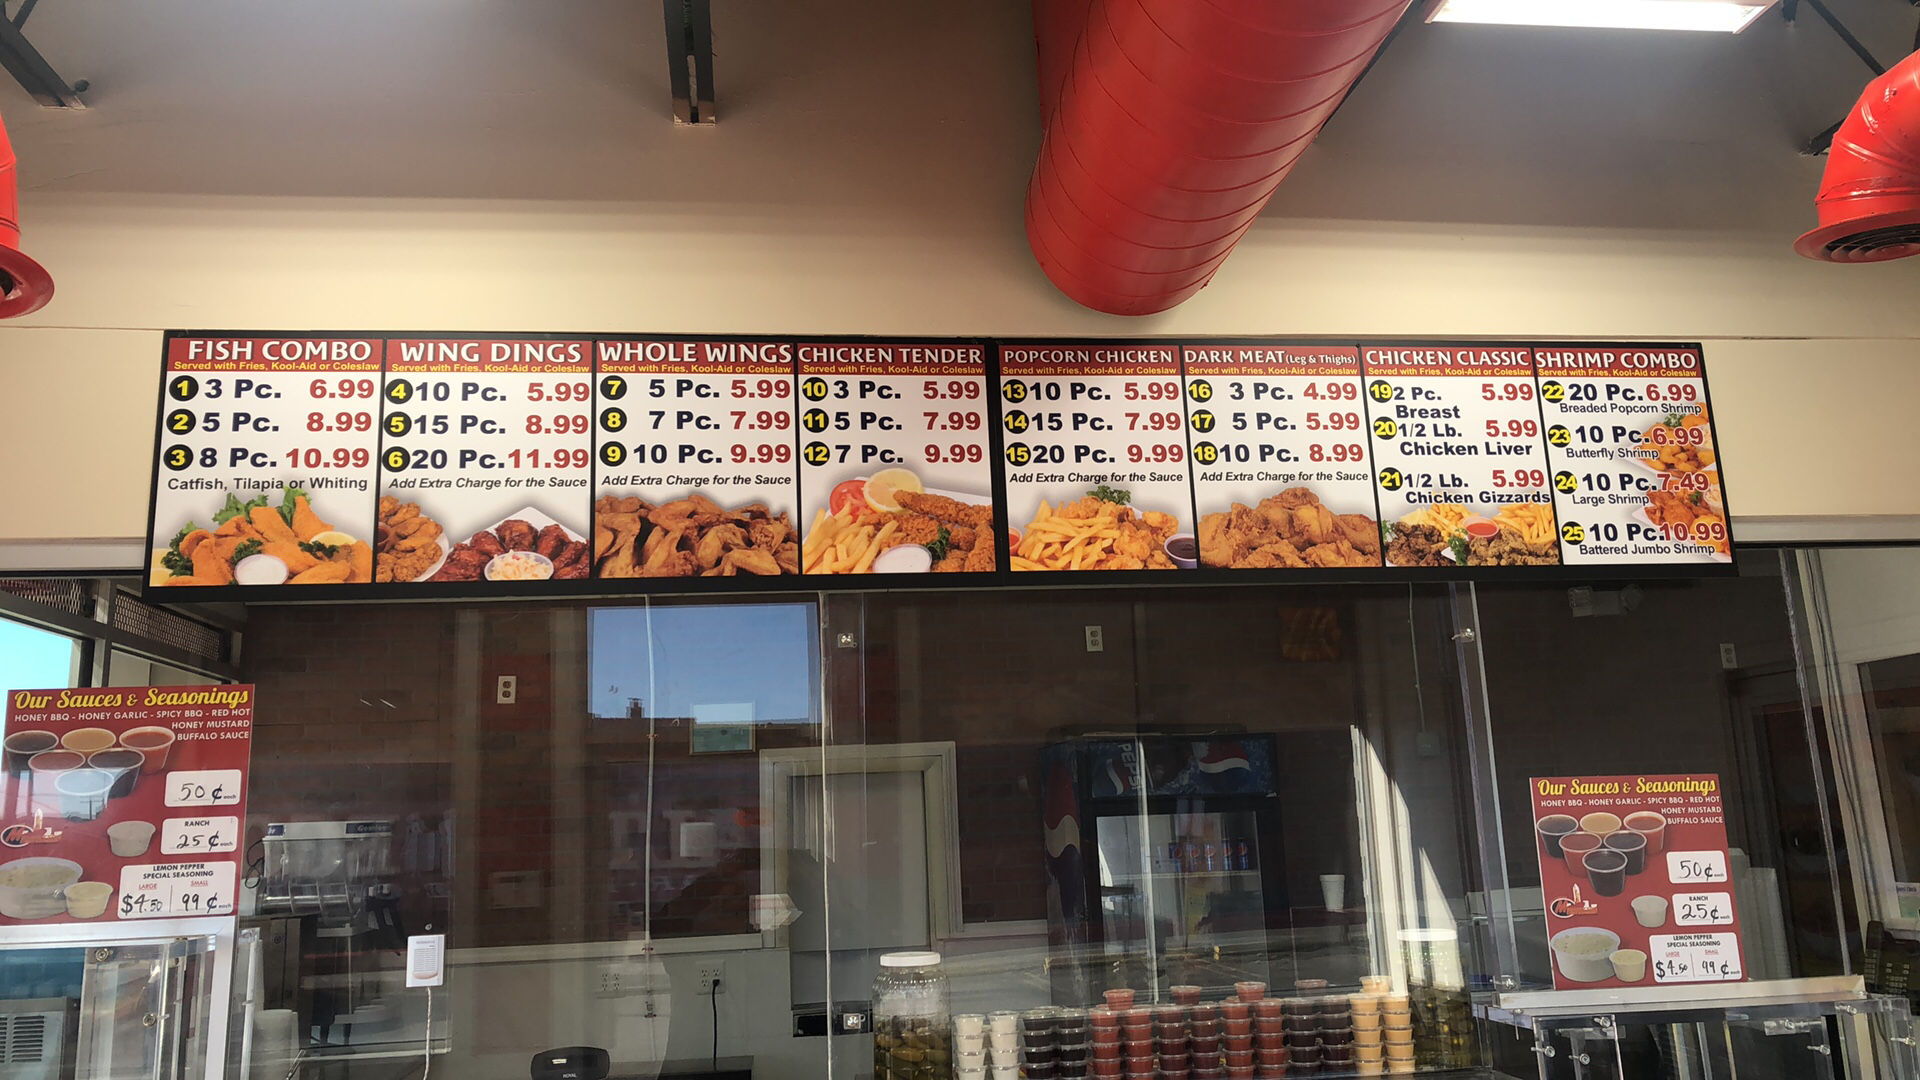 FISH COMBO
Served with Fries, Kool-Aid or Coleslaw
1 3 Pc. 6.99
2 5 Pc. 8.99
3 8 Pc. 10.99
Catfish, Tilapia or Whiting
WING DINGS
Served with Fries, Kool-Aid or Coleslaw
4 10 Pc. 5.99
5 15 Pc. 8.99
6 20 Pc. 11.99
Add Extra Charge for the Sauce
WHOLE WINGS
Served with Fries, Kool-Aid or Coleslaw
7 5 Pc. 5.99
8 7 Pc. 7.99
9 10 Pc. 9.99
Add Extra Charge for the Sauce
CHICKEN TENDER
Served with Fries, Kool-Aid or Coleslaw
10 3 Pc. 5.99
11 5 Pc. 7.99
12 7 Pc. 9.99
POPCORN CHICKEN
Served with Fries, Kool-Aid or Coleslaw
13 10 Pc. 5.99
14 15 Pc. 7.99
15 20 Pc. 9.99
Add Extra Charge for the Sauce
DARK MEAT (Leg & Thighs)
Served with Fries, Kool-Aid or Coleslaw
16 3 Pc. 4.99
17 5 Pc. 5.99
18 10 Pc. 8.99
Add Extra Charge for the Sauce
CHICKEN CLASSIC
Served with Fries, Kool-Aid or Coleslaw
19 2 Pc. 5.99
Breast
20 1/2 Lb. 5.99
Chicken Liver
21 1/2 Lb. 5.99
Chicken Gizzards
SHRIMP COMBO
Served with Fries, Kool-Aid or Coleslaw
22 20 Pc. 6.99
Breaded Popcorn Shrimp
23 10 Pc. 6.99
Butterfly Shrimp
24 10 Pc. 7.49
Large Shrimp
25 10 Pc. 10.99
Battered Jumbo Shrimp
Our Sauces & Seasonings
HONEY BBQ - HONEY GARLIC - SPICY BBQ - RED HOT
HONEY MUSTARD
BUFFALO SAUCE
50¢ each
RANCH
25¢ each
LEMON PEPPER
SPECIAL SEASONING
LARGE SMALL
$4.50 99¢ each
PEPSI
ROYAL
Our Sauces & Seasonings
HONEY BBQ - HONEY GARLIC - SPICY BBQ - RED HOT
HONEY MUSTARD
BUFFALO SAUCE
50¢ each
RANCH
25¢ each
LEMON PEPPER
SPECIAL SEASONING
LARGE SMALL
$4.50 99¢ each